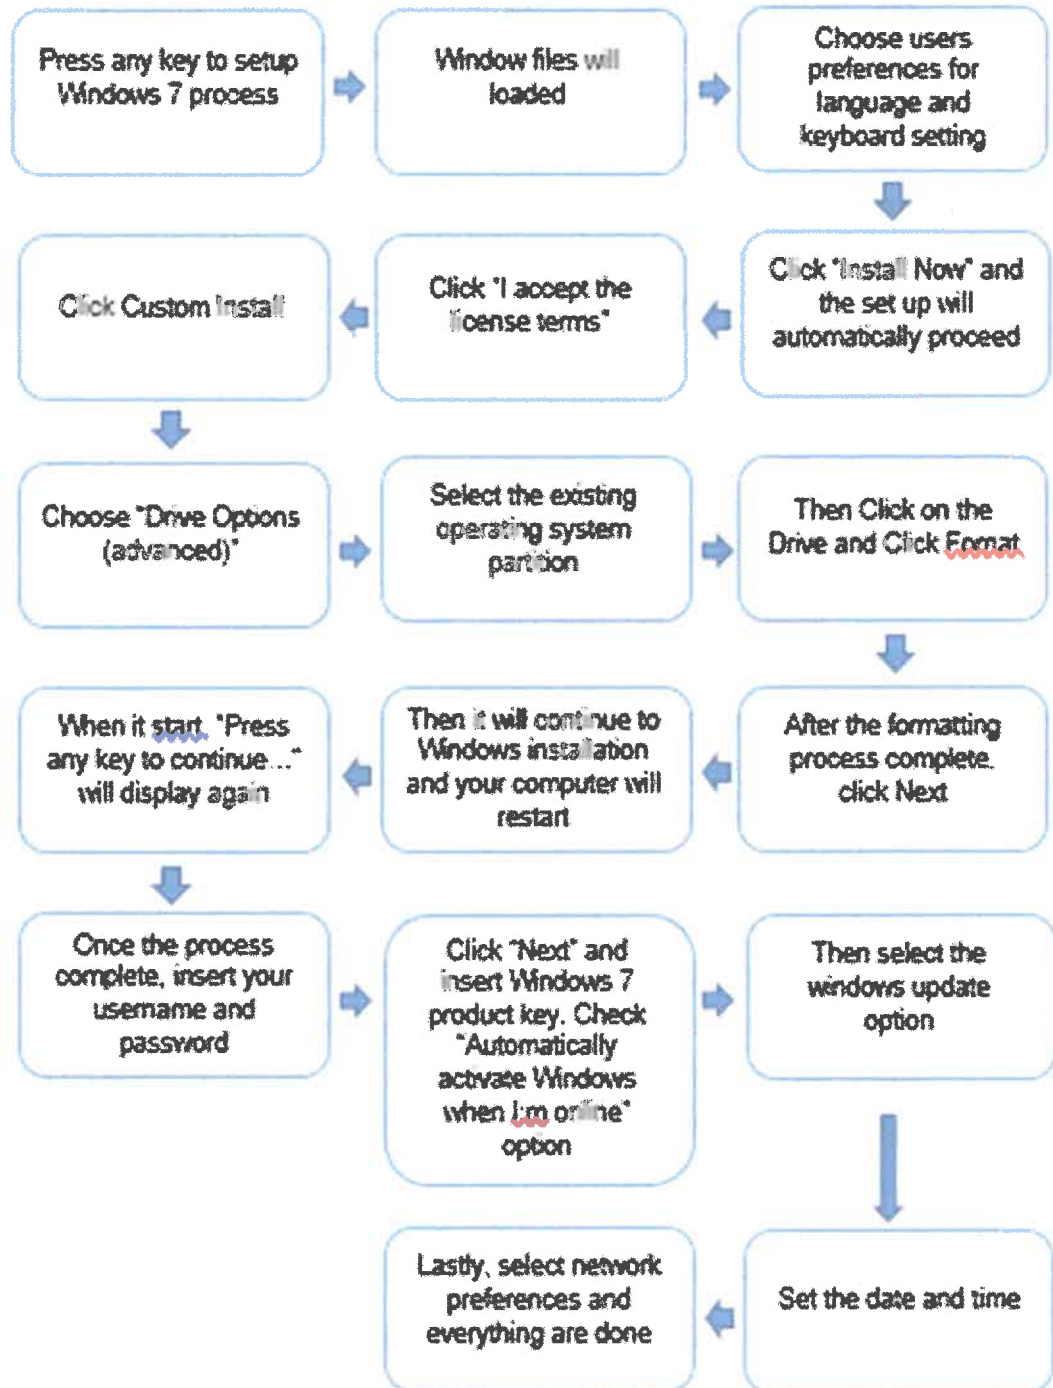 Press any key to setup
Windows 7 process
Window files will
loaded
Choose users
preferences for
language and
keyboard setting
Click "Install Now" and
the set up will
automatically proceed
Click "I accept the
license terms"
Click Custom Install
Choose "Drive Options
(advanced)"
Select the existing
operating system
partition
Then Click on the
Drive and Click Fornat
After the formatting
process complete.
click Next
Then it will continue to
Windows installation
and your computer will
restart
When it start. "Press
any key to continue..."
will display again
Once the process
complete, insert your
username and
password
Click "Next" and
insert Windows 7
product key. Check
"Automatically
activate Windows
when I:m online"
option
Then select the
windows update
option
Set the date and time
Lastly, select network
preferences and
everything are done